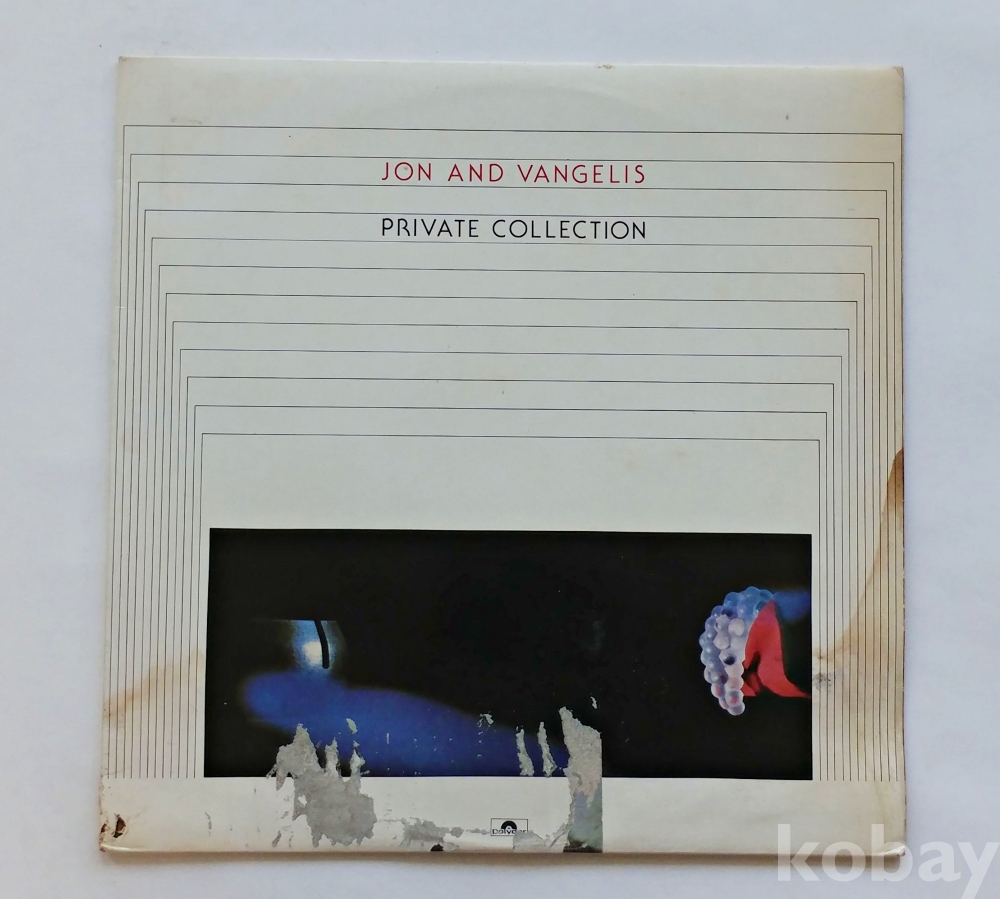 JON AND VANGELIS
PRIVATE COLLECTION
Polydor
kobay